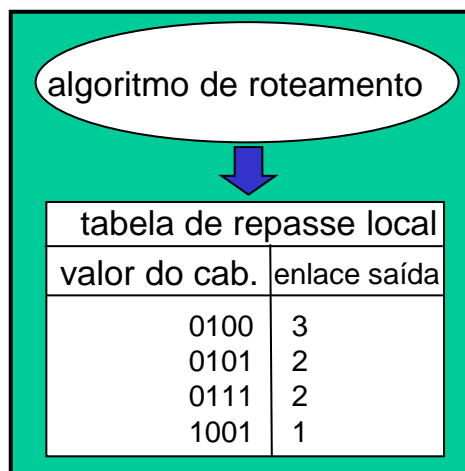 algoritmo de roteamento
tabela de repasse local
valor do cab. enlace saída
0100 3
0101 2
0111 2
1001 1